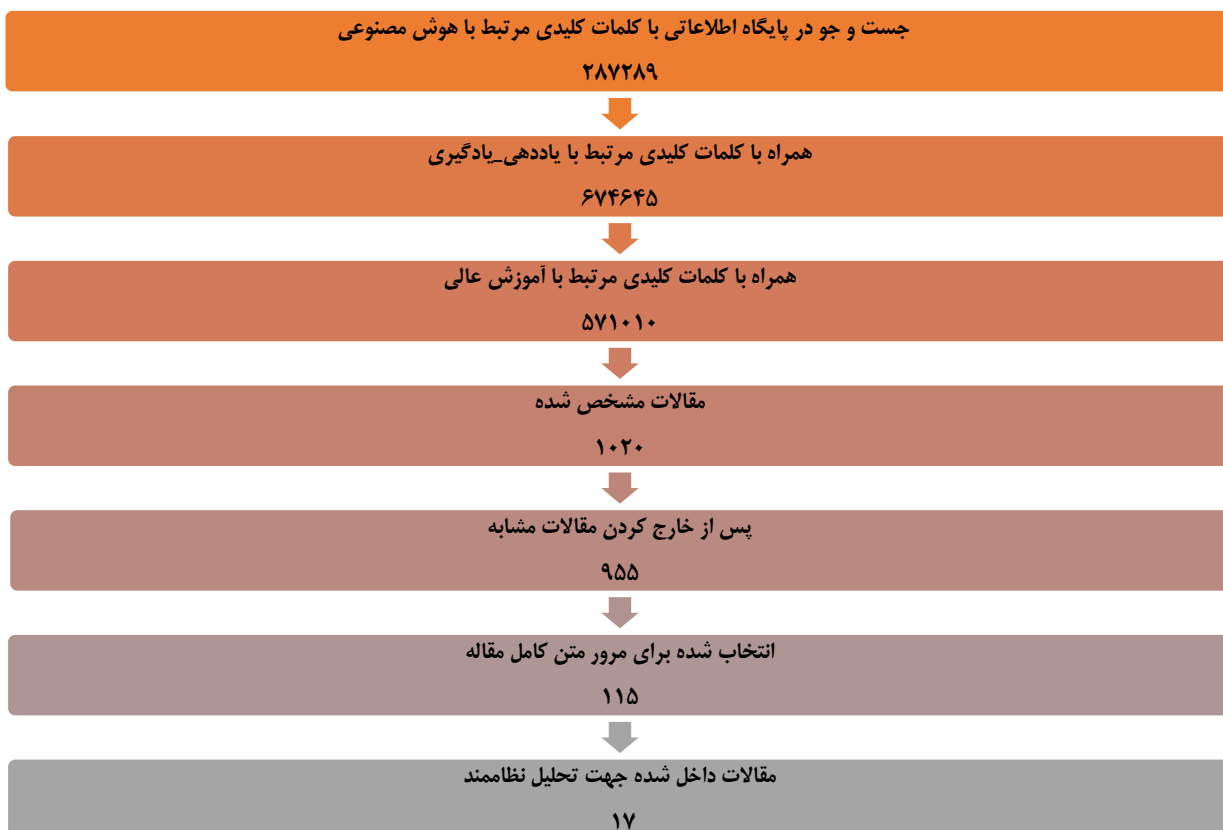 جست و جو در پایگاه اطلاعاتی با کلمات کلیدی مرتبط با هوش مصنوعی
۲۸۷۲۸۹
همراه با کلمات کلیدی مرتبط با یاددهی_یادگیری
۶۷۴۶۴۵
همراه با کلمات کلیدی مرتبط با آموزش عالی
۵۷۱۰۱۰
مقالات مشخص شده
۱۰۲۰
پس از خارج کردن مقالات مشابه
۹۵۵
انتخاب شده برای مرور متن کامل مقاله
۱۱۵
مقالات داخل شده جهت تحلیل نظاممند
۱۷